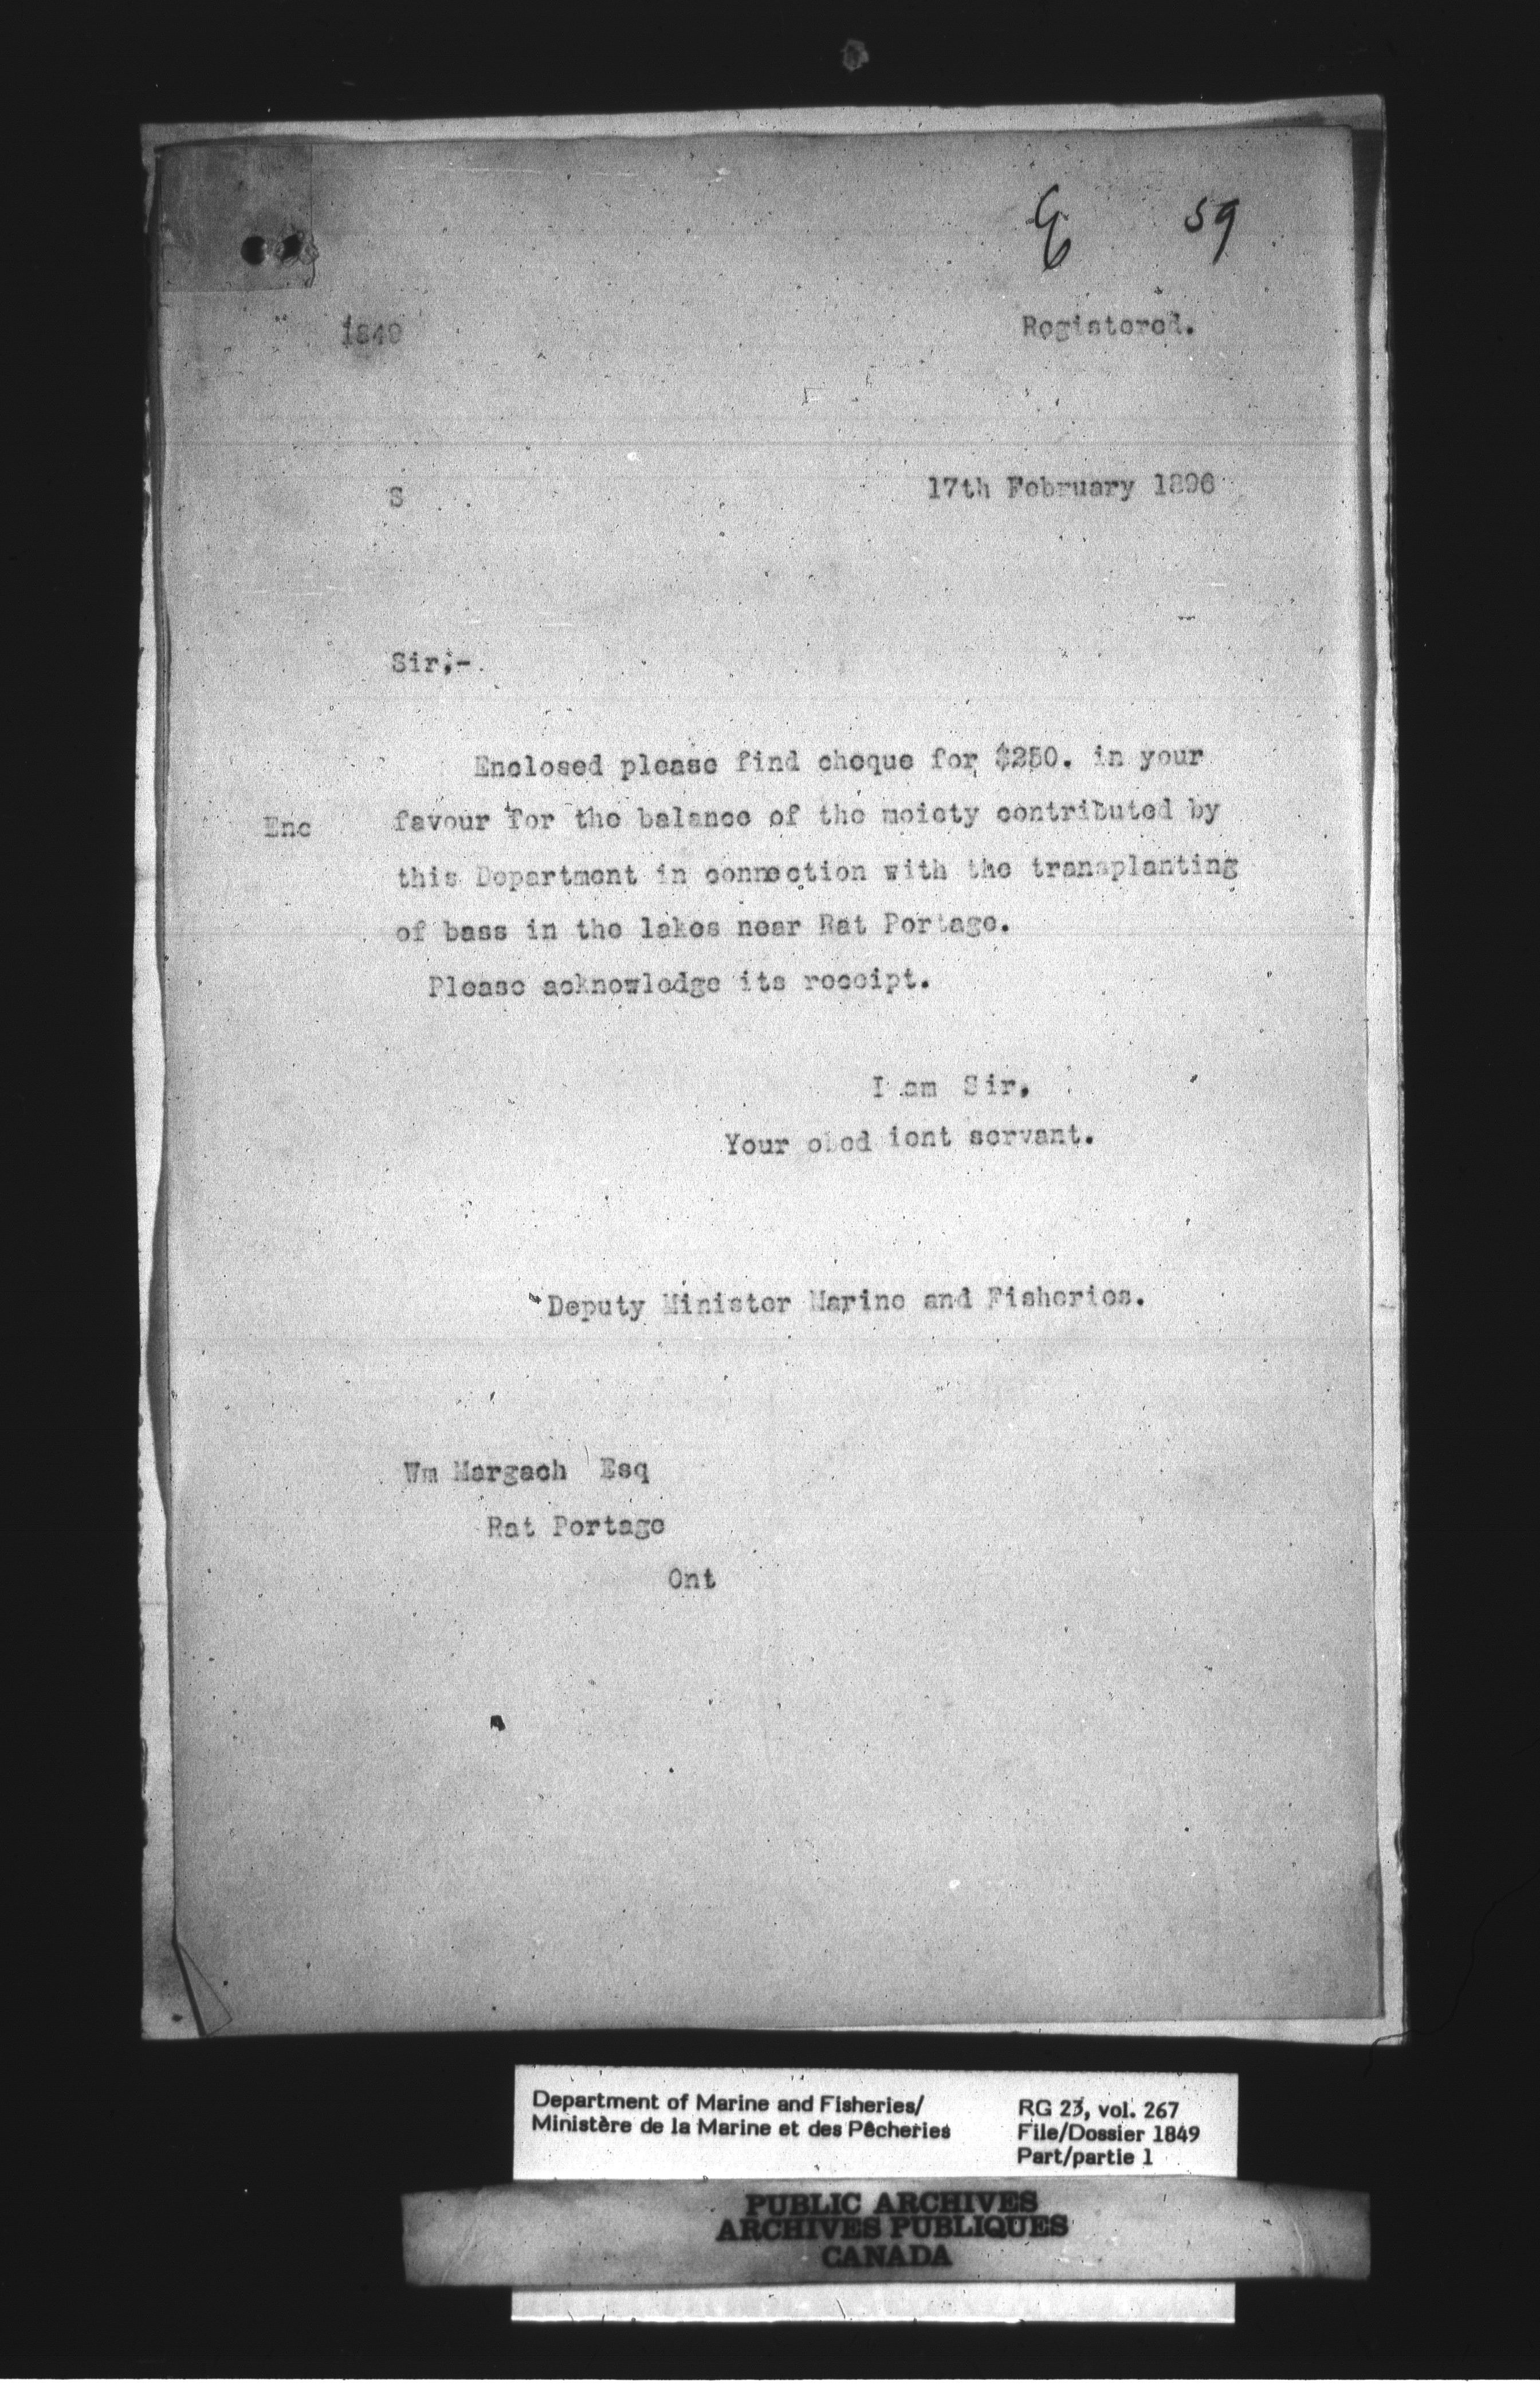 59
1849
Registered.
S
17th February 1896
Sir;-
Enclosed please find cheque for $250. in your
Enc
favour for the balance of the moiety contributed by
this Department in connection with the transplanting
of bass in the lakes near Rat Portage.
Please acknowledge its receipt.
I am Sir,
Your obed ient servant.
Deputy Minister Marine and Fisheries.
Wm Margach Esq
Rat Portage
Ont
Department of Marine and Fisheries/
Ministère de la Marine et des Pêcheries
RG 23, vol. 267
File/Dossier 1849
Part/partie 1
PUBLIC ARCHIVES
ARCHIVES PUBLIQUES
CANADA